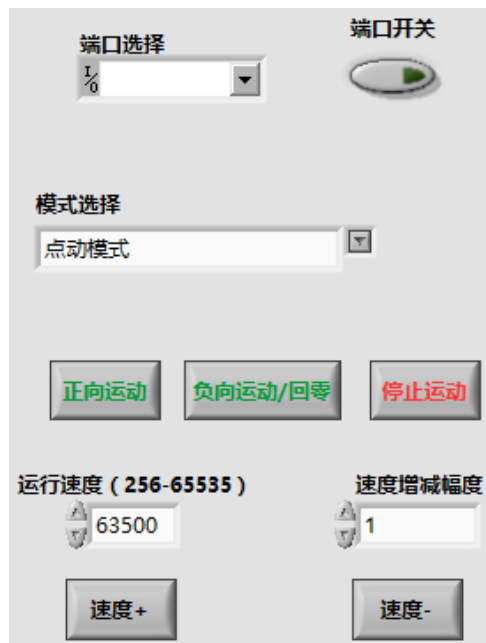 端口选择
端口开关
I/O
模式选择
点动模式
正向运动 负向运动/回零 停止运动
运行速度（256-65535） 速度增减幅度
63500 1
速度+ 速度-